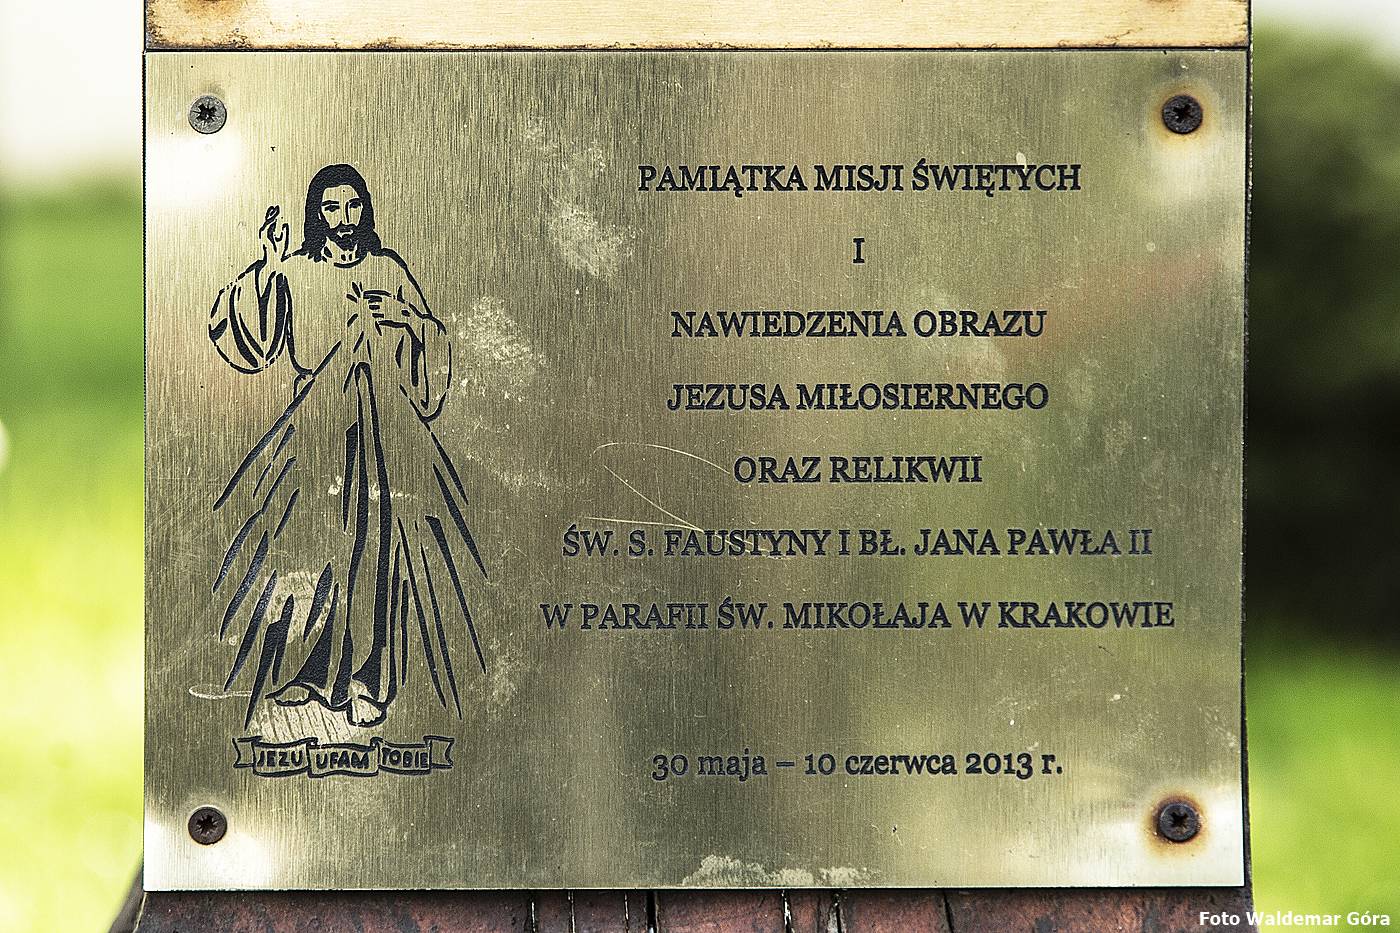 PAMIĄTKA MISJI ŚWIĘTYCH
I
NAWIEDZENIA OBRAZU
JEZUSA MIŁOSIERNEGO
ORAZ RELIKWII
ŚW. S. FAUSTYNY I BŁ. JANA PAWŁA II
W PARAFII ŚW. MIKOŁAJA W KRAKOWIE
30 maja – 10 czerwca 2013 r.
JEZU UFAM TOBIE
Foto Waldemar Góra